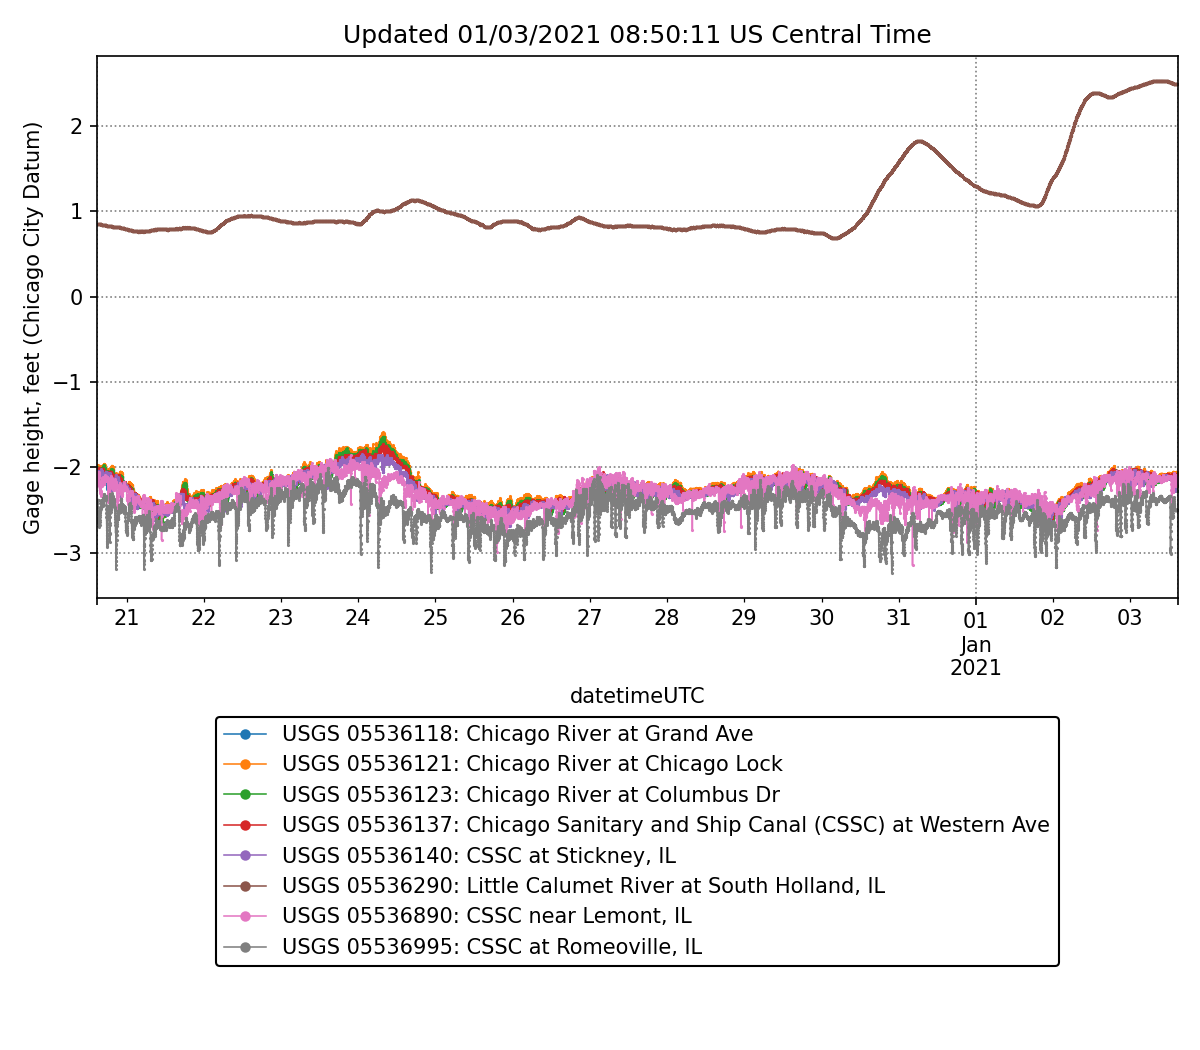 Updated 01/03/2021 08:50:11 US Central Time
Gage height, feet (Chicago City Datum)
2
1
0
−1
−2
−3
21 22 23 24 25 26 27 28 29 30 31 01 02 03
Jan
2021
datetimeUTC
USGS 05536118: Chicago River at Grand Ave
USGS 05536121: Chicago River at Chicago Lock
USGS 05536123: Chicago River at Columbus Dr
USGS 05536137: Chicago Sanitary and Ship Canal (CSSC) at Western Ave
USGS 05536140: CSSC at Stickney, IL
USGS 05536290: Little Calumet River at South Holland, IL
USGS 05536890: CSSC near Lemont, IL
USGS 05536995: CSSC at Romeoville, IL